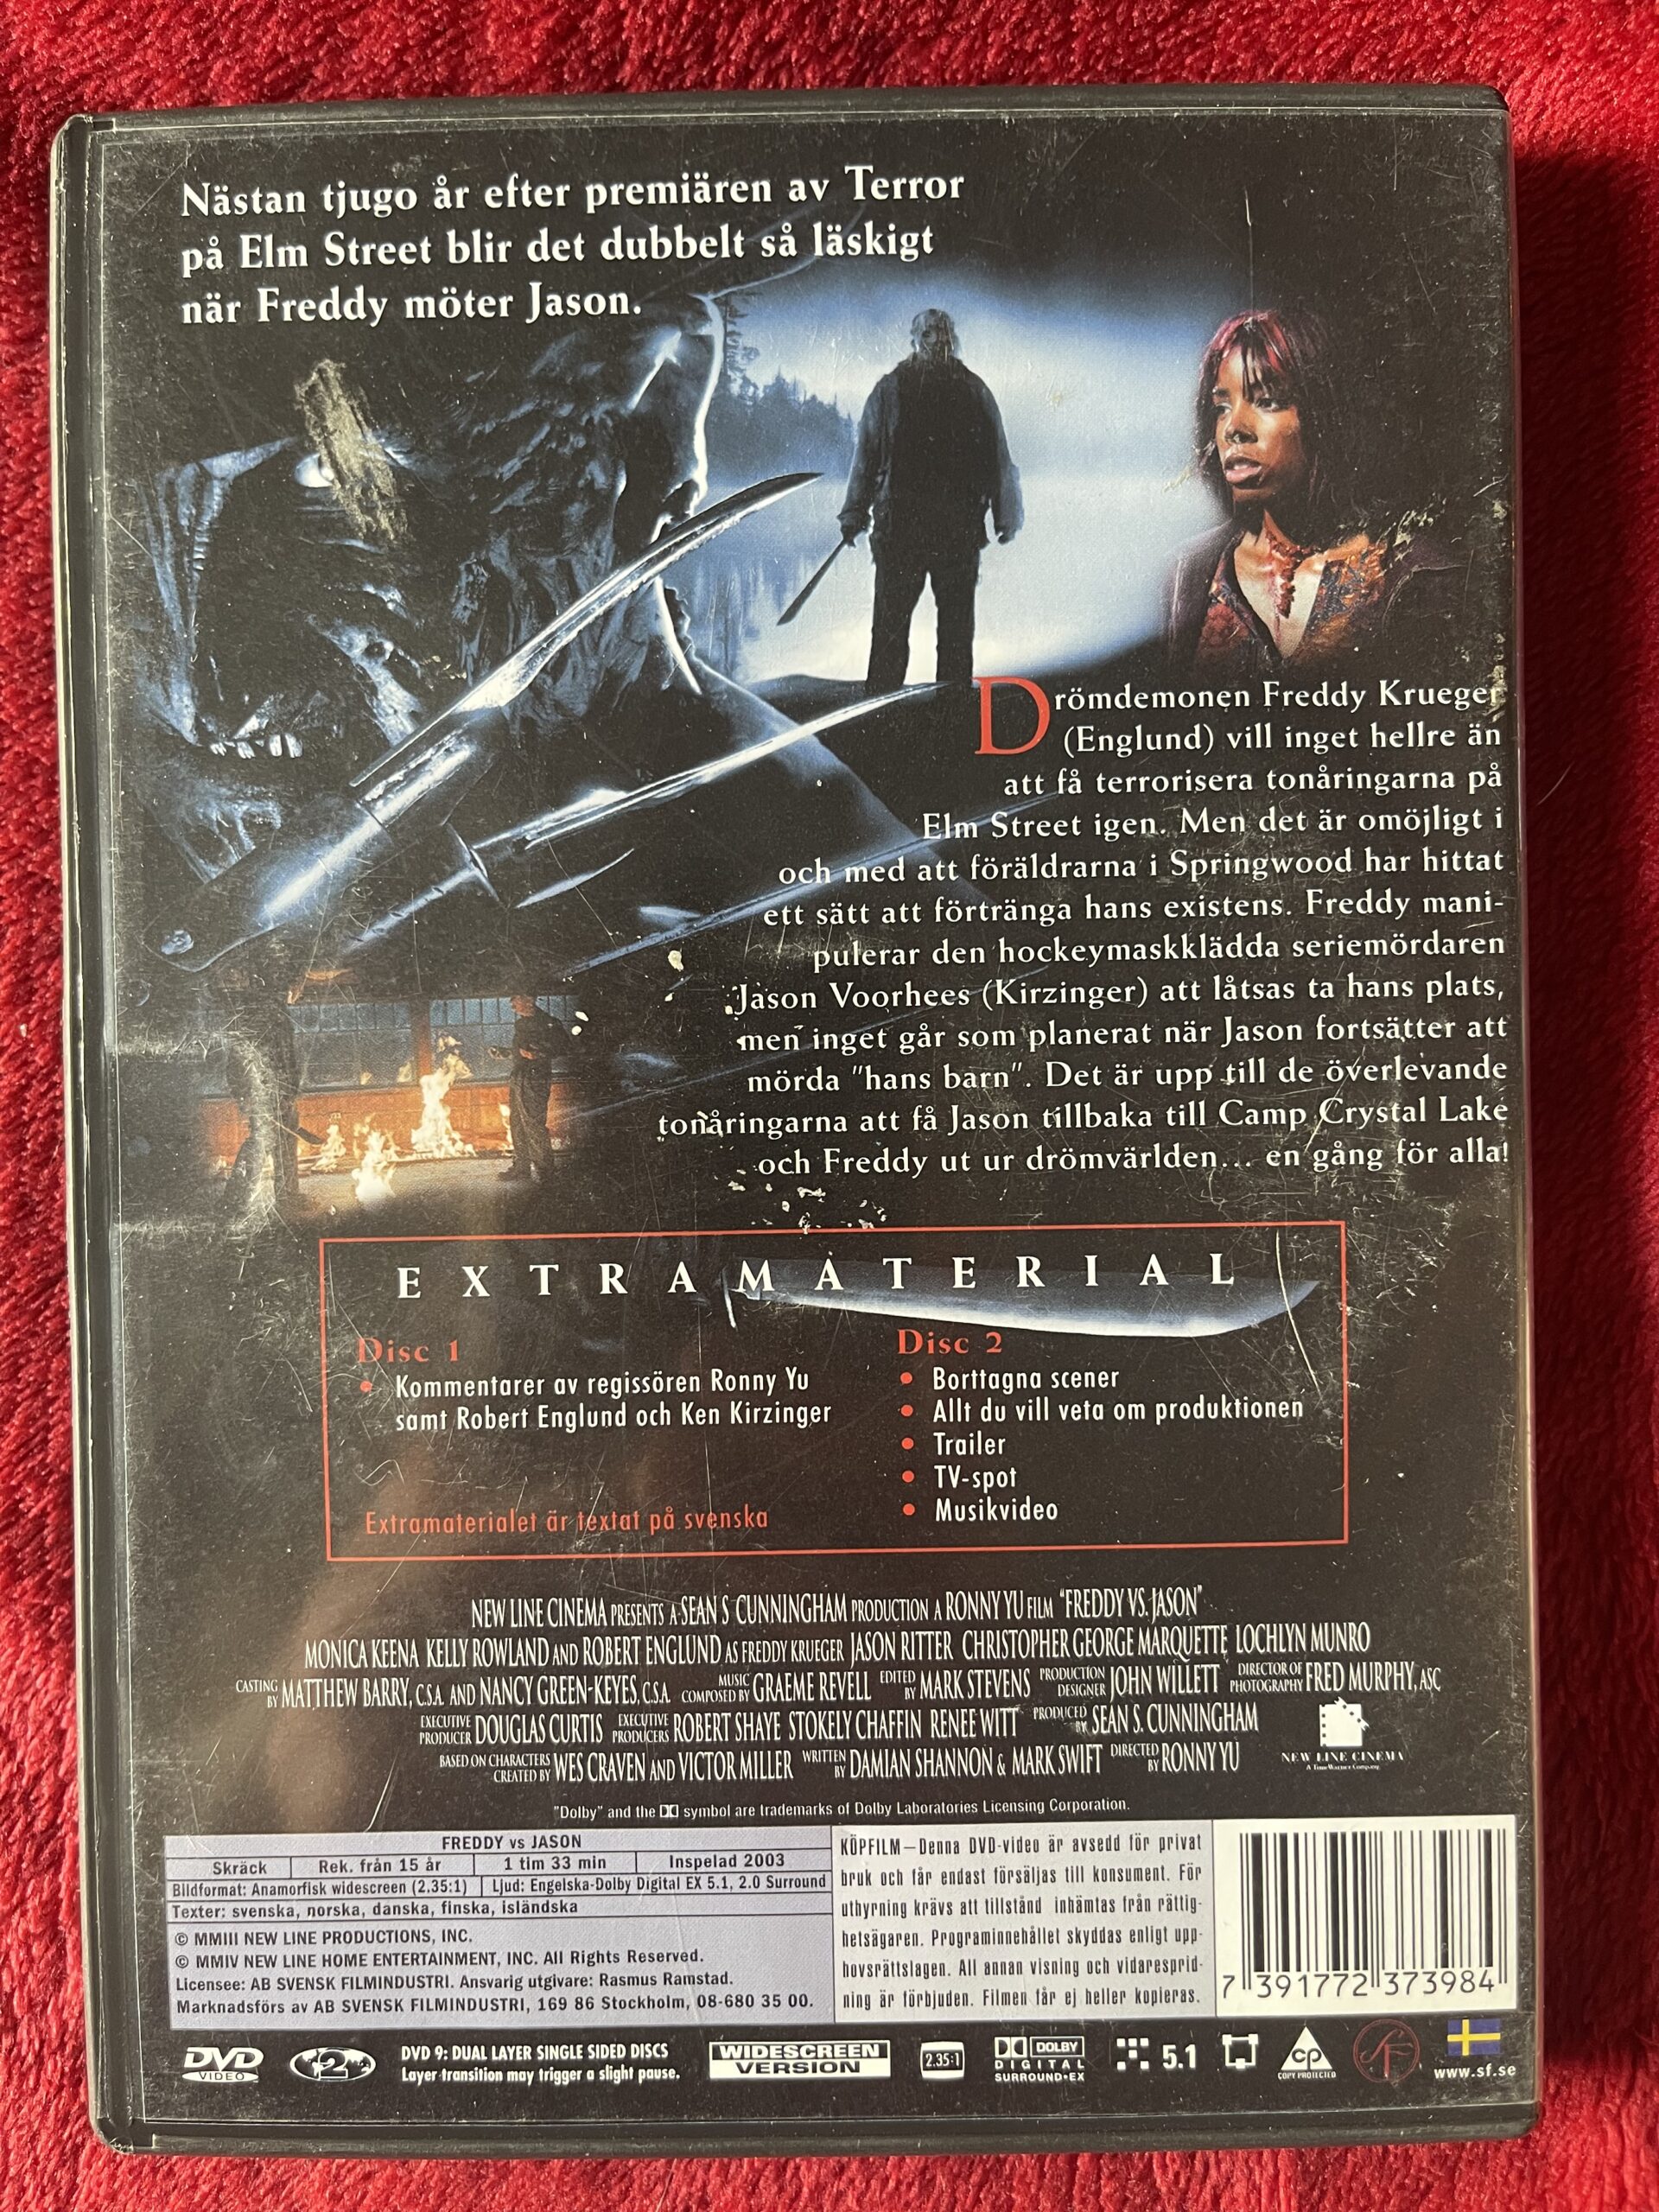 Nästan tjugo år efter premiären av Terror
på Elm Street blir det dubbelt så läskigt
när Freddy möter Jason.
Drömdemonen Freddy Krueger
(Englund) vill inget hellre än
att få terrorisera tonåringarna på
Elm Street igen. Men det är omöjligt i
och med att föräldrarna i Springwood har hittat
ett sätt att förtränga hans existens. Freddy mani-
pulerar den hockeymaskklädda seriemördaren
Jason Voorhees (Kirzinger) att låtsas ta hans plats,
men inget går som planerat när Jason fortsätter att
mörda "hans barn". Det är upp till de överlevande
tonåringarna att få Jason tillbaka till Camp Crystal Lake
och Freddy ut ur drömvärlden... en gång för alla!
EXTRAMATERIAL
Disc 1
• Kommentarer av regissören Ronny Yu
samt Robert Englund och Ken Kirzinger
Extramaterialet är textat på svenska
Disc 2
• Borttagna scener
• Allt du vill veta om produktionen
• Trailer
• TV-spot
• Musikvideo
NEW LINE CINEMA PRESENTS A SEAN S CUNNINGHAM PRODUCTION A RONNY YU FILM "FREDDY VS. JASON"
MONICA KEENA KELLY ROWLAND AND ROBERT ENGLUND AS FREDDY KRUEGER JASON RITTER CHRISTOPHER GEORGE MARQUETTE LOCHLYN MUNRO
CASTING BY MATTHEW BARRY, C.S.A. AND NANCY GREEN-KEYES, C.S.A. MUSIC COMPOSED BY GRAEME REVELL EDITED BY MARK STEVENS PRODUCTION DESIGNER JOHN WILLETT DIRECTOR OF PHOTOGRAPHY FRED MURPHY, ASC
EXECUTIVE PRODUCER DOUGLAS CURTIS EXECUTIVE PRODUCERS ROBERT SHAYE STOKELY CHAFFIN RENEE WITT PRODUCED BY SEAN S. CUNNINGHAM
BASED ON CHARACTERS CREATED BY WES CRAVEN AND VICTOR MILLER WRITTEN BY DAMIAN SHANNON & MARK SWIFT DIRECTED BY RONNY YU
NEW LINE CINEMA
A Time Warner Company
"Dolby" and the symbol are trademarks of Dolby Laboratories Licensing Corporation.
FREDDY vs JASON
Skräck Rek. från 15 år 1 tim 33 min Inspelad 2003
Bildformat: Anamorfisk widescreen (2.35:1) Ljud: Engelska-Dolby Digital EX 5.1, 2.0 Surround
Texter: svenska, norska, danska, finska, isländska
© MMIII NEW LINE PRODUCTIONS, INC.
© MMIV NEW LINE HOME ENTERTAINMENT, INC. All Rights Reserved.
Licensee: AB SVENSK FILMINDUSTRI. Ansvarig utgivare: Rasmus Ramstad.
Marknadsförs av AB SVENSK FILMINDUSTRI, 169 86 Stockholm, 08-680 35 00.
KÖPFILM – Denna DVD-video är avsedd för privat
bruk och får endast försäljas till konsument. För
uthyrning krävs att tillstånd inhämtas från rättig-
hetsägaren. Programinnehållet skyddas enligt upp-
hovsrättslagen. All annan visning och vidarespri­d-
ning är förbjuden. Filmen får ej heller kopieras.
7 391772 373984
DVD VIDEO
2
DVD 9: DUAL LAYER SINGLE SIDED DISCS
Layer transition may trigger a slight pause.
WIDESCREEN
VERSION
2.35:1
DOLBY
DIGITAL
SURROUND·EX
5.1
CP
COPY PROTECTED
SF
www.sf.se